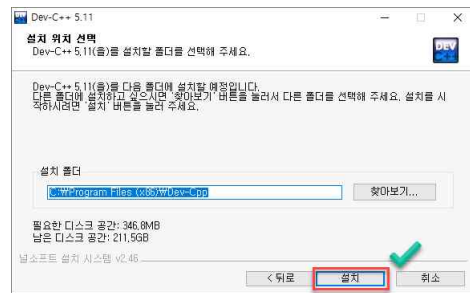 Dev-C++ 5.11
설치 위치 선택
Dev-C++ 5.11(을)를 설치할 폴더를 선택해 주세요.
DEV
Dev-C++ 5.11(을)를 다음 폴더에 설치할 예정입니다.
다른 폴더에 설치하고 싶으시면 '찾아보기' 버튼을 눌러서 다른 폴더를 선택해 주세요. 설치를 시
작하시려면 '설치' 버튼을 눌러 주세요.
설치 폴더
C:₩Program Files (x86)₩Dev-Cpp
찾아보기...
필요한 디스크 공간: 346.8MB
남은 디스크 공간: 211.5GB
널소프트 설치 시스템 v2.46
< 뒤로
설치
취소